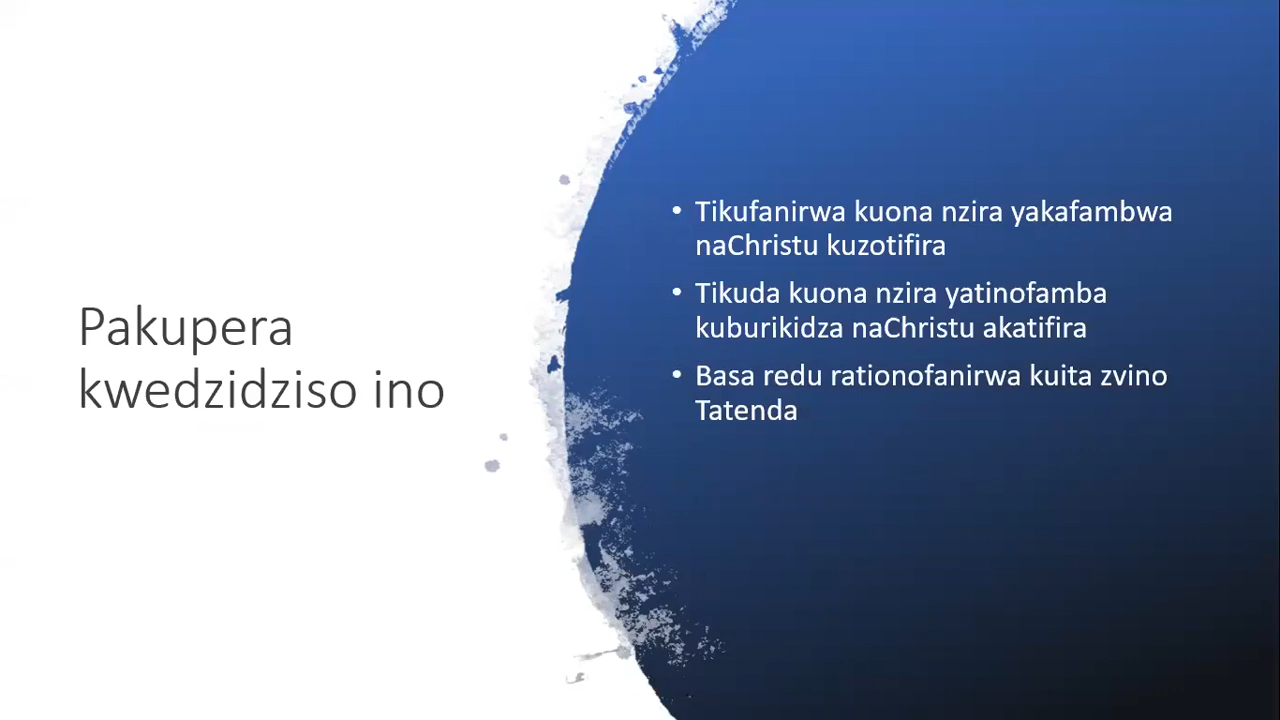 Pakupera
kwedzidziso ino
• Tikufanirwa kuona nzira yakafambwa
naChristu kuzotifira
• Tikuda kuona nzira yatinofamba
kuburikidza naChristu akatifira
• Basa redu rationofanirwa kuita zvino
Tatenda